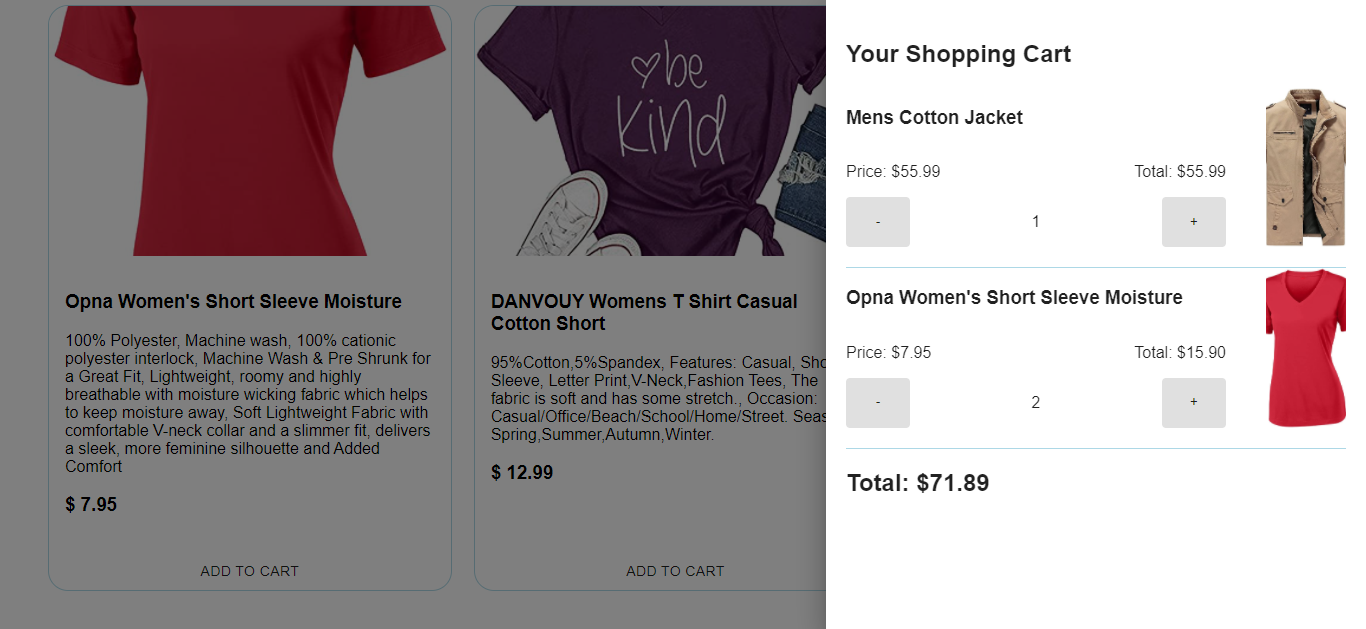 be
kind
Opna Women's Short Sleeve Moisture
100% Polyester, Machine wash, 100% cationic
polyester interlock, Machine Wash & Pre Shrunk for
a Great Fit, Lightweight, roomy and highly
breathable with moisture wicking fabric which helps
to keep moisture away, Soft Lightweight Fabric with
comfortable V-neck collar and a slimmer fit, delivers
a sleek, more feminine silhouette and Added
Comfort
$ 7.95
ADD TO CART
DANVOUY Womens T Shirt Casual
Cotton Short
95%Cotton,5%Spandex, Features: Casual,
Sleeve, Letter Print,V-Neck,Fashion Tees, The
fabric is soft and has some stretch., Occasion:
Casual/Office/Beach/School/Home/Street.
Spring,Summer,Autumn,Winter.
$ 12.99
ADD TO CART
Your Shopping Cart
Mens Cotton Jacket
Price: $55.99 Total: $55.99
- 1 +
Opna Women's Short Sleeve Moisture
Price: $7.95 Total: $15.90
- 2 +
Total: $71.89